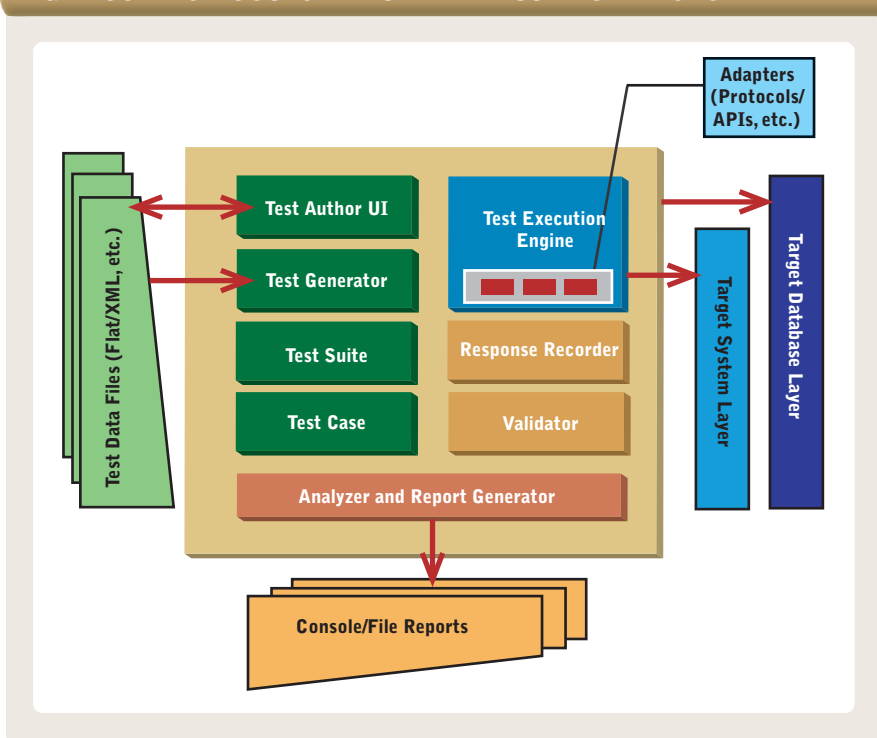 Adapters
(Protocols/
APIs, etc.)
Test Data Files (Flat/XML, etc.)
Test Author UI
Test Generator
Test Suite
Test Case
Test Execution
Engine
Response Recorder
Validator
Analyzer and Report Generator
Target System Layer
Target Database Layer
Console/File Reports